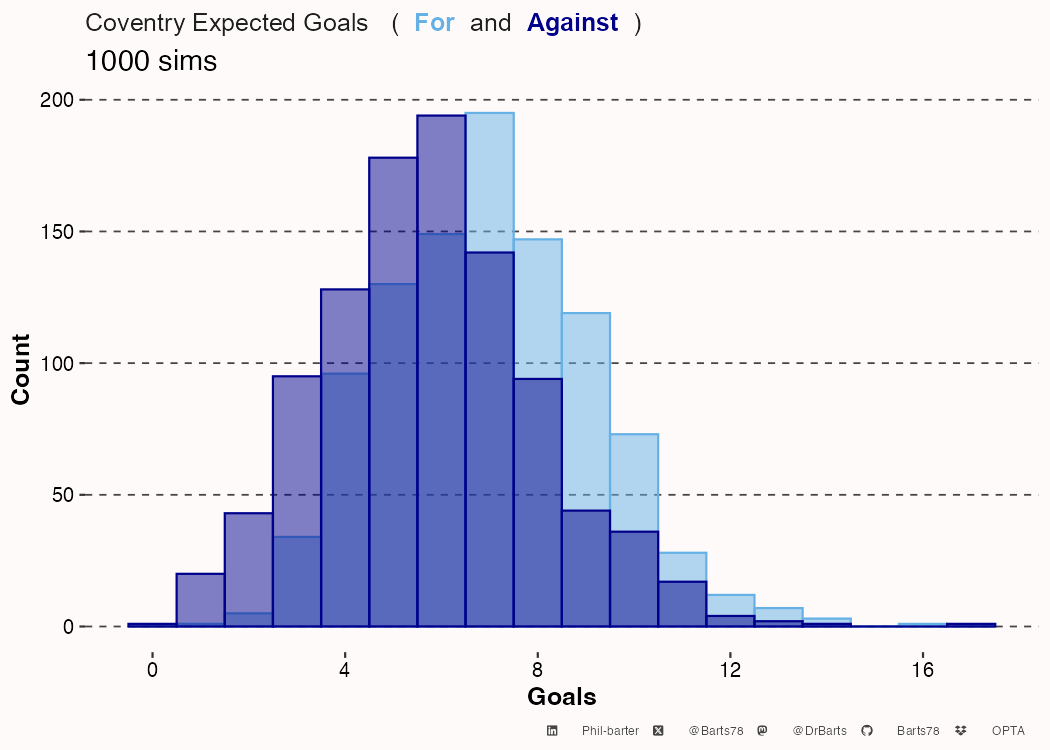 Coventry Expected Goals ( For and Against )
1000 sims
200
150
100
50
0
Count
0 4 8 12 16
Goals
Phil-barter @Barts78 @DrBarts Barts78 OPTA